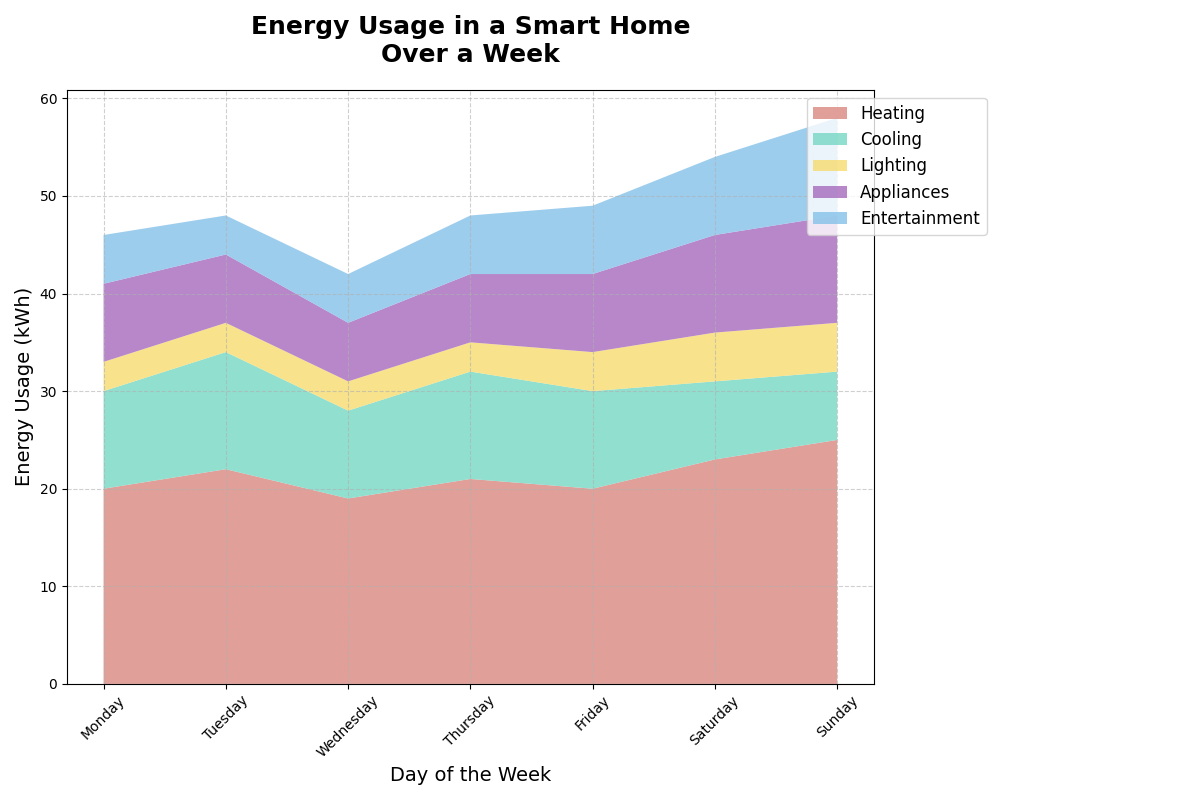 Energy Usage in a Smart Home
Over a Week
Energy Usage (kWh)
60
50
40
30
20
10
0
Heating
Cooling
Lighting
Appliances
Entertainment
Monday
Tuesday
Wednesday
Thursday
Friday
Saturday
Sunday
Day of the Week